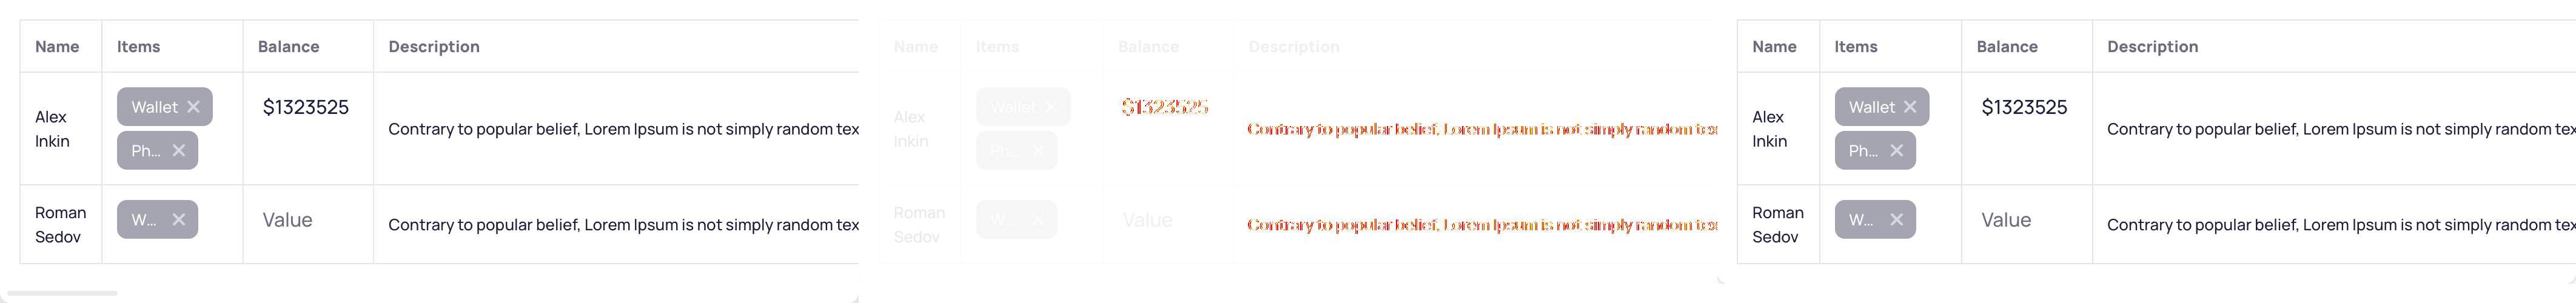 Name Items Balance Description
Alex
Inkin
Wallet
Ph...
$1323525
Contrary to popular belief, Lorem Ipsum is not simply random tex
Roman
Sedov
W...
Value
Contrary to popular belief, Lorem Ipsum is not simply random tex
Name Items Balance Description
Alex
Inkin
Wallet
Ph...
$1323525
Contrary to popular belief, Lorem Ipsum is not simply random tex
Roman
Sedov
W...
Value
Contrary to popular belief, Lorem Ipsum is not simply random tex
Name Items Balance Description
Alex
Inkin
Wallet
Ph...
$1323525
Contrary to popular belief, Lorem Ipsum is not simply random tex
Roman
Sedov
W...
Value
Contrary to popular belief, Lorem Ipsum is not simply random tex